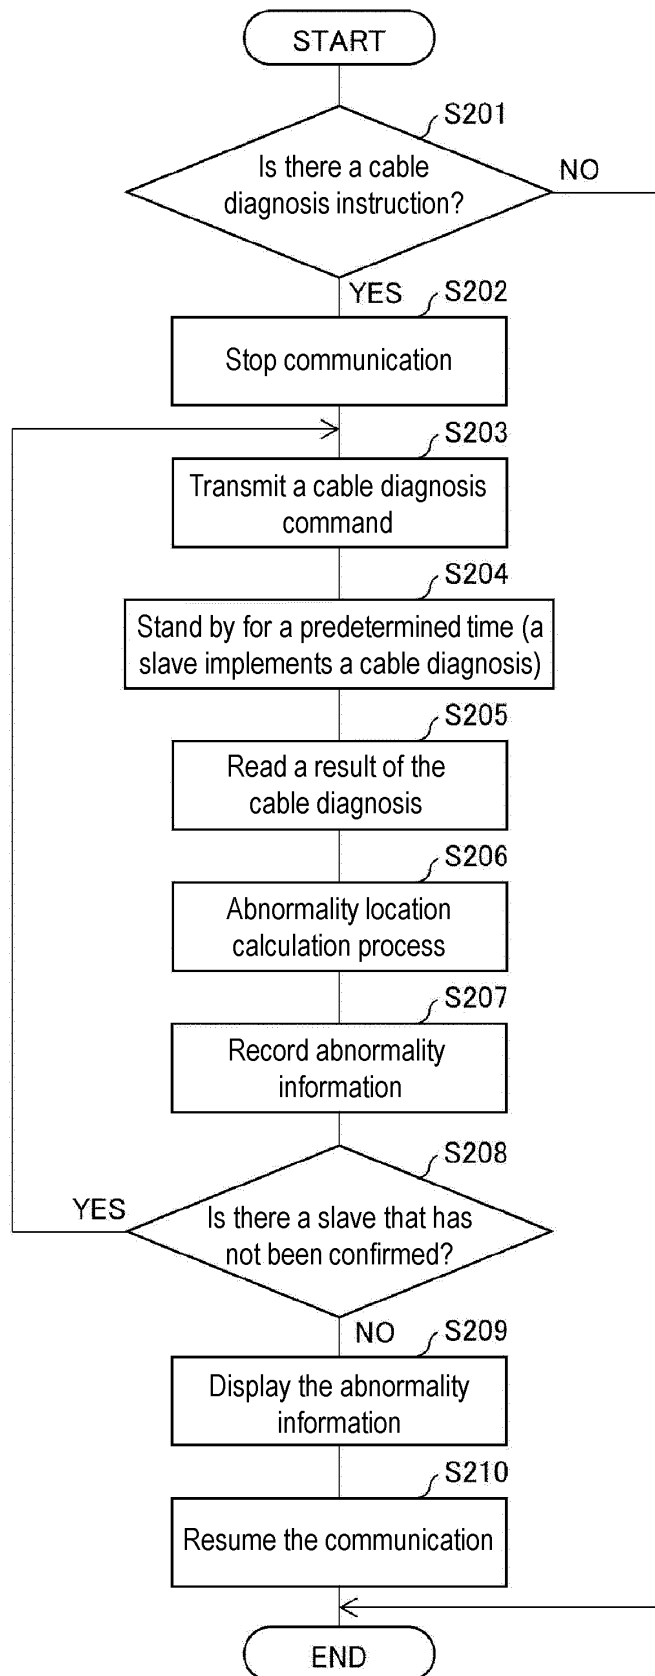 START
S201
Is there a cable
diagnosis instruction?
NO
YES
S202
Stop communication
S203
Transmit a cable diagnosis
command
S204
Stand by for a predetermined time (a
slave implements a cable diagnosis)
S205
Read a result of the
cable diagnosis
S206
Abnormality location
calculation process
S207
Record abnormality
information
S208
YES
Is there a slave that has
not been confirmed?
NO
S209
Display the abnormality
information
S210
Resume the communication
END